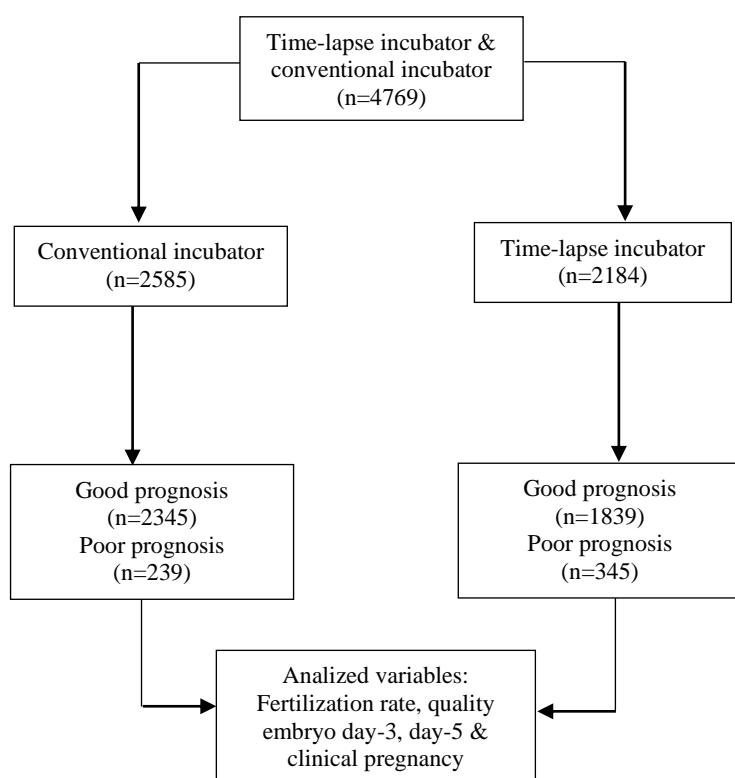 Time-lapse incubator &
conventional incubator
(n=4769)
Conventional incubator
(n=2585)
Time-lapse incubator
(n=2184)
Good prognosis
(n=2345)
Poor prognosis
(n=239)
Good prognosis
(n=1839)
Poor prognosis
(n=345)
Analized variables:
Fertilization rate, quality
embryo day-3, day-5 &
clinical pregnancy